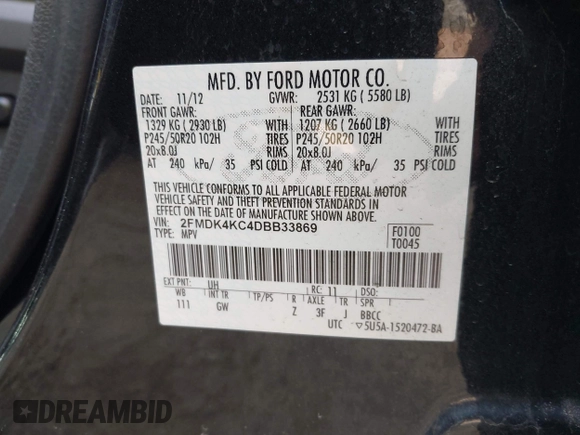 MFD. BY FORD MOTOR CO.
DATE: 11/12 GVWR: 2531 KG ( 5580 LB)
FRONT GAWR: REAR GAWR:
1329 KG ( 2930 LB) WITH 1207 KG ( 2660 LB) WITH
P245/50R20 102H TIRES P245/50R20 102H TIRES
20x8.0J RIMS 20x8.0J RIMS
AT 240 kPa/ 35 PSI COLD AT 240 kPa/ 35 PSI COLD
THIS VEHICLE CONFORMS TO ALL APPLICABLE FEDERAL MOTOR
VEHICLE SAFETY AND THEFT PREVENTION STANDARDS IN
EFFECT ON THE DATE OF MANUFACTURE SHOWN ABOVE.
VIN: 2FMDK4KC4DBB33869 F0100
TYPE: MPV T0045
EXT PNT: UH RC: 11 DSO:
WB INT TR TP/PS R AXLE TR SPR
111 GW Z 3F J BBCC
UTC ▽5U5A-1520472-BA
DREAMBID